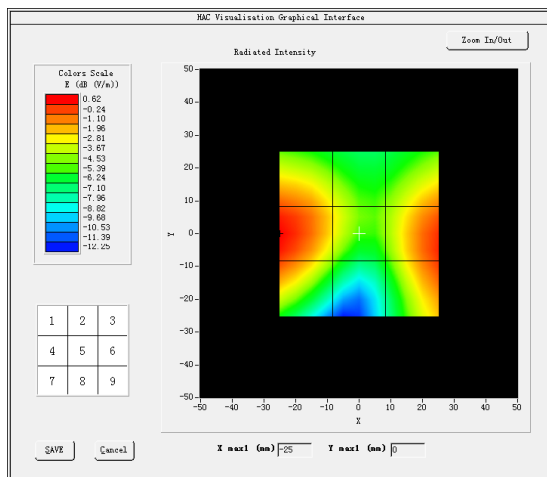 HAC Visualisation Graphical Interface
Zoom In/Out
Radiated Intensity
Colors Scale
E (dB (V/m))
0.62
-0.24
-1.10
-1.96
-2.81
-3.67
-4.53
-5.39
-6.24
-7.10
-7.96
-8.82
-9.68
-10.53
-11.39
-12.25
50
40
30
20
10
0
-10
-20
-30
-40
-50
Y
-50 -40 -30 -20 -10 0 10 20 30 40 50
X
1 2 3
4 5 6
7 8 9
SAVE Cancel
X max1 (mm) -25 Y max1 (mm) 0